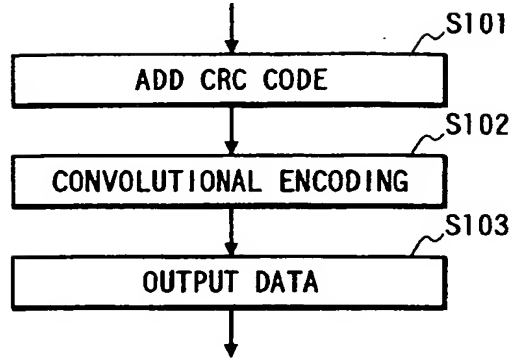 S101
ADD CRC CODE
S102
CONVOLUTIONAL ENCODING
S103
OUTPUT DATA